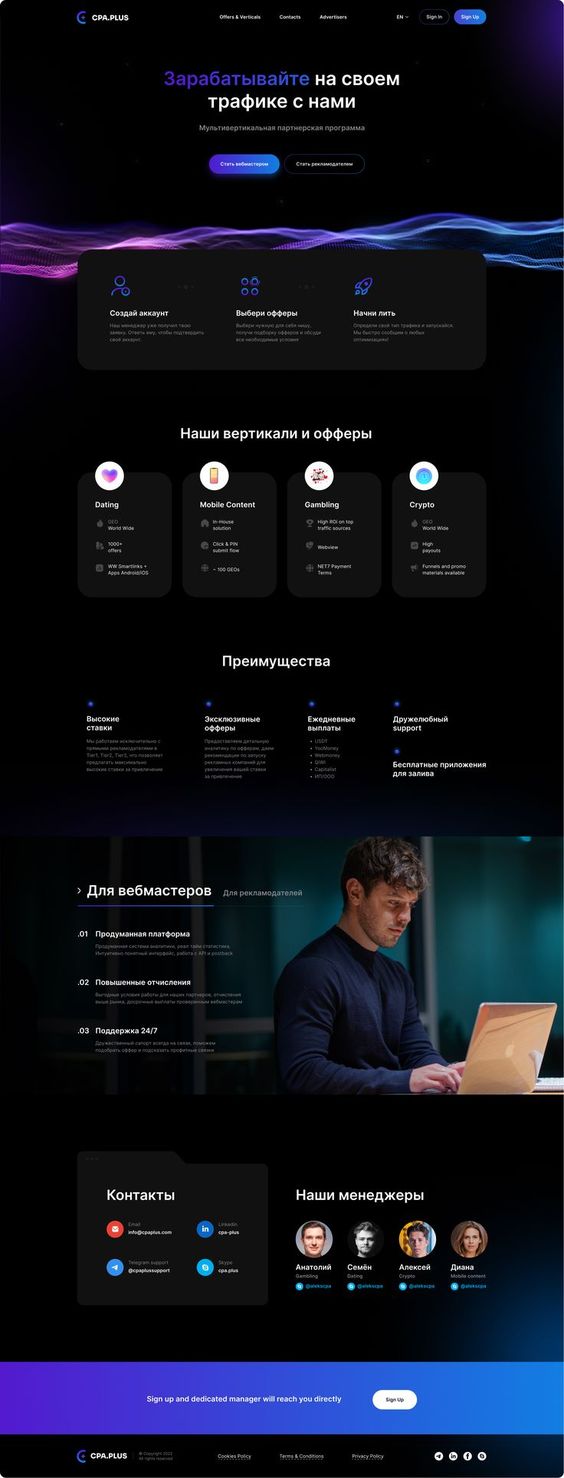 CPA.PLUS
Offers & Verticals
Contacts
Advertisers
EN
Sign In
Sign Up
Зарабатывайте на своем
трафике с нами
Мультивертикальная партнерская программа
Стать вебмастером
Стать рекламодателем
Создай аккаунт
Наш менеджер уже получил твою
заявку. Ответь ему, чтобы подтвердить
свой аккаунт.
Выбери офферы
Выбери нужную для себя нишу,
получи подборку офферов и обсуди
все необходимые условия
Начни лить
Определи свой тип трафика и запускайся.
Мы быстро сообщим о любых
оптимизациях!
Наши вертикали и офферы
Dating
GEO
World Wide
1000+
offers
WW Smartlinks +
Apps Android/iOS
Mobile Content
In-House
solution
Click & PIN
submit flow
~ 100 GEOs
Gambling
High ROI on top
traffic sources
Webview
NET7 Payment
Terms
Crypto
GEO
World Wide
High
payouts
Funnels and promo
materials available
Преимущества
Высокие
ставки
Мы работаем исключительно с
прямыми рекламодателями в
Tier1, Tier2, Tier3, что позволяет
предлагать максимально
высокие ставки за привлечение
Эксклюзивные
офферы
Предоставляем детальную
аналитику по офферам, даем
рекомендации по запуску
рекламных компаний для
увеличения вашей ставки
за привлечение
Ежедневные
выплаты
• USDT
• YooMoney
• Webmoney
• QIWI
• Capitalist
• ИП/ООО
Дружелюбный
support
Бесплатные приложения
для залива
Для вебмастеров
Для рекламодателей
.01 Продуманная платформа
Продуманная система аналитики, реал тайм статистика.
Интуитивно понятный интерфейс, работа с API и postback
.02 Повышенные отчисления
Выгодные условия работы для наших партнеров, отчисления
выше рынка, досрочные выплаты проверенным вебмастерам
.03 Поддержка 24/7
Дружественный сапорт всегда на связи, поможем
подобрать оффер и подсказать профитные связки
Контакты
Email
info@cpaplus.com
Linkedin
cpa-plus
Telegram support
@cpaplussupport
Skype
cpa.plus
Наши менеджеры
Анатолий
Gambling
@alekscpa
Семён
Dating
@alekscpa
Алексей
Crypto
@alekscpa
Диана
Mobile content
@alekscpa
Sign up and dedicated manager will reach you directly
Sign Up
CPA.PLUS
© Copyright 2022
All rights reserved
Cookies Policy
Terms & Conditions
Privacy Policy